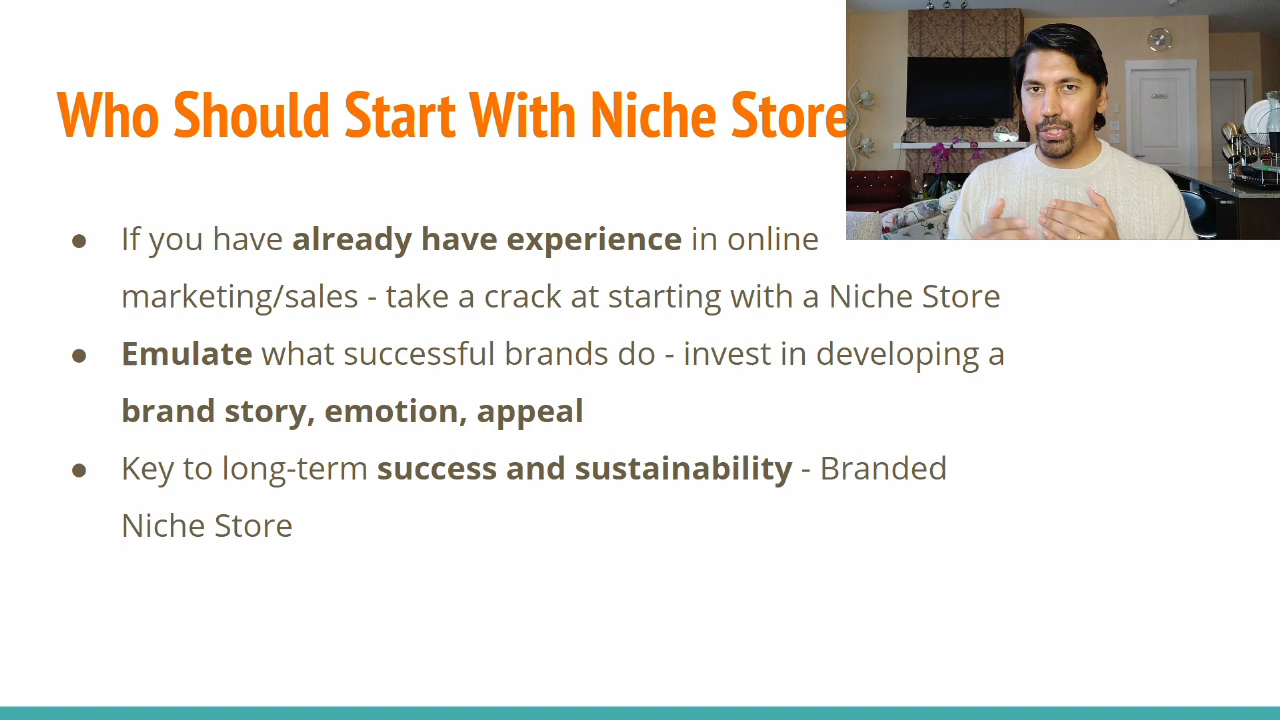 Who Should Start With Niche Store
● If you have already have experience in online
marketing/sales - take a crack at starting with a Niche Store
● Emulate what successful brands do - invest in developing a
brand story, emotion, appeal
● Key to long-term success and sustainability - Branded
Niche Store